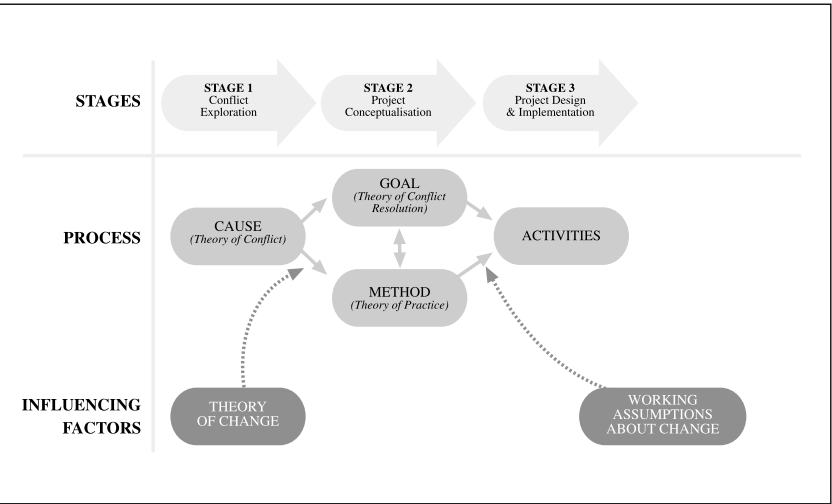 STAGES
STAGE 1
Conflict
Exploration
STAGE 2
Project
Conceptualisation
STAGE 3
Project Design
& Implementation
PROCESS
CAUSE
(Theory of Conflict)
GOAL
(Theory of Conflict
Resolution)
METHOD
(Theory of Practice)
ACTIVITIES
INFLUENCING
FACTORS
THEORY
OF CHANGE
WORKING
ASSUMPTIONS
ABOUT CHANGE